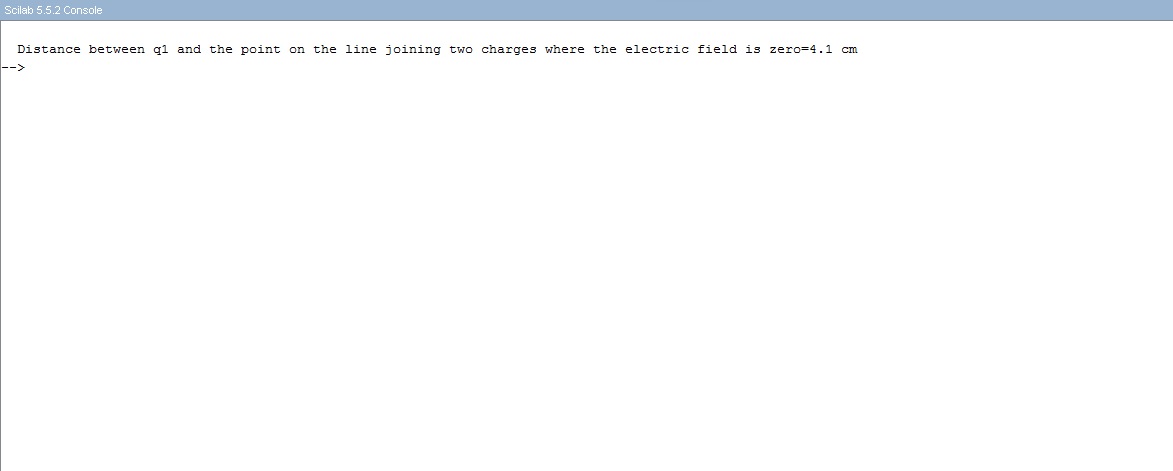 Scilab 5.5.2 Console
Distance between q1 and the point on the line joining two charges where the electric field is zero=4.1 cm
-->